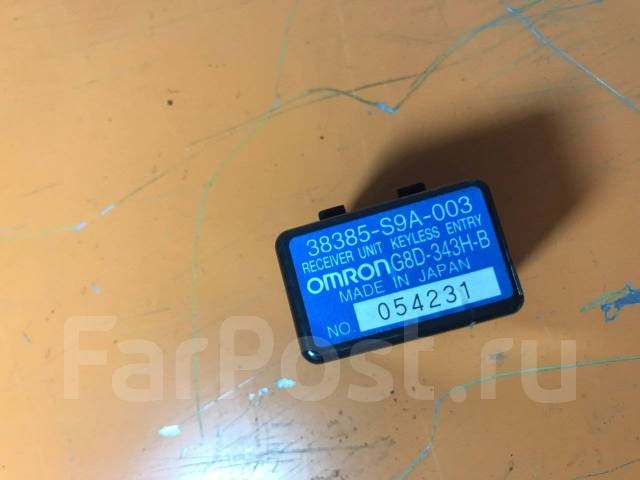 38385-S9A-003
RECEIVER UNIT KEYLESS ENTRY
OMRON G8D-343H-B
MADE IN JAPAN
NO. 054231
FarPost.ru